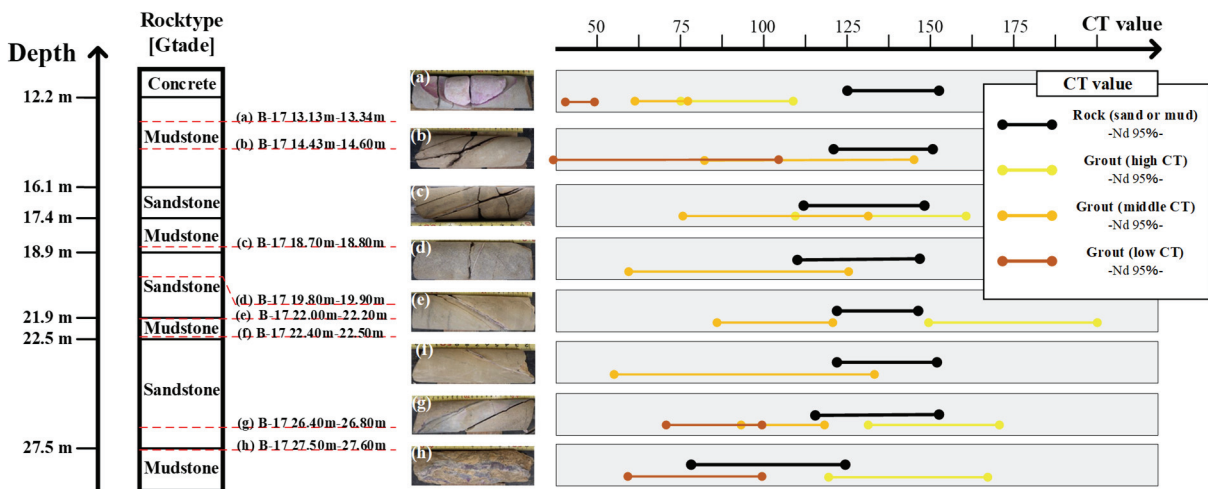 Depth
Rocktype
[Gtade]
12.2 m
16.1 m
17.4 m
18.9 m
21.9 m
22.5 m
27.5 m
Concrete
Mudstone
Sandstone
Mudstone
Sandstone
Mudstone
Sandstone
Mudstone
(a) B-17 13.13m-13.34m
(b) B-17 14.43m-14.60m
(c) B-17 18.70m-18.80m
(d) B-17 19.80m-19.90m
(e) B-17 22.00m-22.20m
(f) B-17 22.40m-22.50m
(g) B-17 26.40m-26.80m
(h) B-17 27.50m-27.60m
(a)
(b)
(c)
(d)
(e)
(f)
(g)
(h)
50 75 100 125 150 175 CT value
CT value
Rock (sand or mud)
-Nd 95%-
Grout (high CT)
-Nd 95%-
Grout (middle CT)
-Nd 95%-
Grout (low CT)
-Nd 95%-